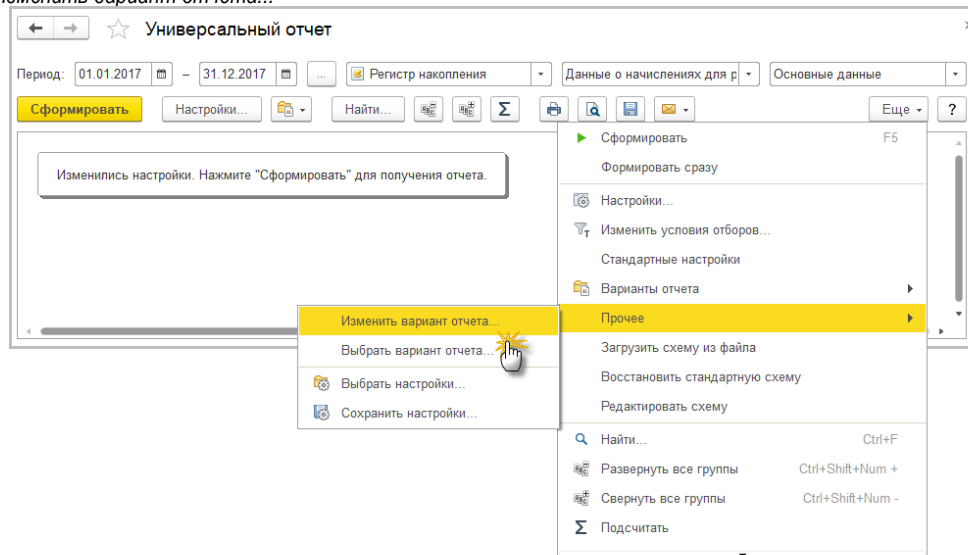 Изменить вариант отчета...
Универсальный отчет
Период: 01.01.2017 – 31.12.2017 ... Регистр накопления Данные о начислениях для р Основные данные
Сформировать Настройки... Найти... Σ Еще ?
Изменились настройки. Нажмите "Сформировать" для получения отчета.
Сформировать F5
Формировать сразу
Настройки...
Изменить условия отборов...
Стандартные настройки
Варианты отчета
Прочее
Изменить вариант отчета...
Выбрать вариант отчета...
Выбрать настройки...
Сохранить настройки...
Загрузить схему из файла
Восстановить стандартную схему
Редактировать схему
Найти... Ctrl+F
Развернуть все группы Ctrl+Shift+Num +
Свернуть все группы Ctrl+Shift+Num -
Σ Подсчитать